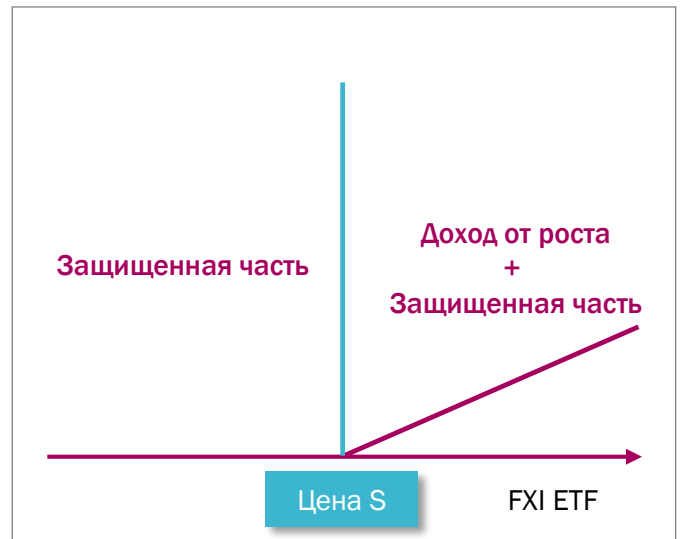 Защищенная часть
Доход от роста
+
Защищенная часть
Цена S
FXI ETF